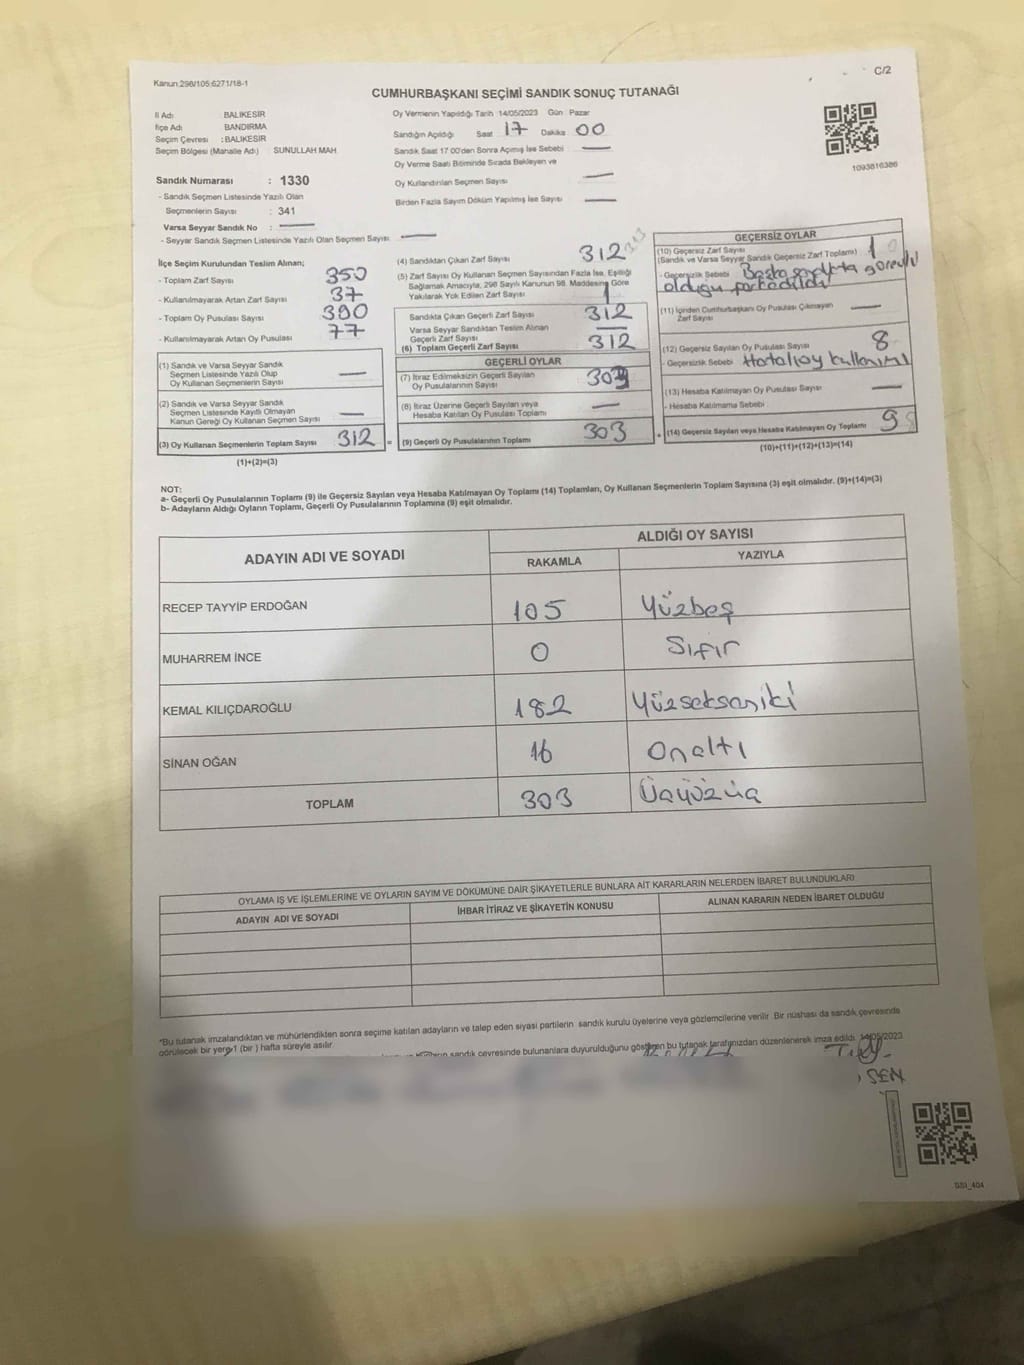 Kanun:298/105:6271/18-1
C/2
CUMHURBAŞKANI SEÇİMİ SANDIK SONUÇ TUTANAĞI
İl Adı : BALIKESİR
İlçe Adı BANDIRMA
Seçim Çevresi : BALIKESİR
Seçim Bölgesi (Mahalle Adı) SUNULLAH MAH
Sandık Numarası : 1330
- Sandık Seçmen Listesinde Yazılı Olan
Seçmenlerin Sayısı : 341
Varsa Seyyar Sandık No : —
- Seyyar Sandık Seçmen Listesinde Yazılı Olan Seçmen Sayısı —
Oy Vermenin Yapıldığı Tarih 14/05/2023 Gün Pazar
Sandığın Açıldığı Saat 17 Dakika 00
Sandık Saat 17:00'den Sonra Açımış İse Sebebi —
Oy Verme Saati Bitiminde Sırada Bekleyen ve
Oy Kullandırılan Seçmen Sayısı —
Birden Fazla Sayım Döküm Yapılmış İse Sayısı —
1093816386
İlçe Seçim Kurulundan Teslim Alınan;
- Toplam Zarf Sayısı 350
- Kullanılmayarak Artan Zarf Sayısı 37
- Toplam Oy Pusulası Sayısı 390
- Kullanılmayarak Artan Oy Pusulası 77
(1) Sandık ve Varsa Seyyar Sandık
Seçmen Listesinde Yazılı Olup
Oy Kullanan Seçmenlerin Sayısı —
(2) Sandık ve Varsa Seyyar Sandık
Seçmen Listesinde Kayıtlı Olmayan
Kanun Gereği Oy Kullanan Seçmen Sayısı —
(3) Oy Kullanan Seçmenlerin Toplam Sayısı 312 =
(1)+(2)=(3)
(4) Sandıktan Çıkan Zarf Sayısı 312 313
(5) Zarf Sayısı Oy Kullanan Seçmen Sayısından Fazla İse, Eşitliği
Sağlamak Amacıyla, 298 Sayılı Kanunun 98. Maddesine Göre
Yakılarak Yok Edilen Zarf Sayısı 1
Sandıkta Çıkan Geçerli Zarf Sayısı 312
Varsa Seyyar Sandıktan Teslim Alınan
Geçerli Zarf Sayısı —
(6) Toplam Geçerli Zarf Sayısı 312
GEÇERLİ OYLAR
(7) İtiraz Edilmeksizin Geçerli Sayılan
Oy Pusulalarının Sayısı 303
(8) İtiraz Üzerine Geçerli Sayılan veya
Hesaba Katılan Oy Pusulası Toplamı —
(9) Geçerli Oy Pusulalarının Toplamı 303 +
GEÇERSİZ OYLAR
(10) Geçersiz Zarf Sayısı
(Sandık ve Varsa Seyyar Sandık Geçersiz Zarf Toplamı) 1
- Geçersizlik Sebebi Başka sandıkta görevli
olduğu farkedildi
(11) İçinden Cumhurbaşkanı Oy Pusulası Çıkmayan
Zarf Sayısı —
(12) Geçersiz Sayılan Oy Pusulası Sayısı 8
- Geçersizlik Sebebi Hatalı oy kullanımı
(13) Hesaba Katılmayan Oy Pusulası Sayısı —
- Hesaba Katılmama Sebebi
(14) Geçersiz Sayılan veya Hesaba Katılmayan Oy Toplamı 9
(10)+(11)+(12)+(13)=(14)
NOT:
a- Geçerli Oy Pusulalarının Toplamı (9) ile Geçersiz Sayılan veya Hesaba Katılmayan Oy Toplamı (14) Toplamları, Oy Kullanan Seçmenlerin Toplam Sayısına (3) eşit olmalıdır. (9)+(14)=(3)
b- Adayların Aldığı Oyların Toplamı, Geçerli Oy Pusulalarının Toplamına (9) eşit olmalıdır.
ADAYIN ADI VE SOYADI ALDIĞI OY SAYISI
RAKAMLA YAZIYLA
RECEP TAYYİP ERDOĞAN 105 Yüzbeş
MUHARREM İNCE 0 Sıfır
KEMAL KILIÇDAROĞLU 182 Yüzseksaniki
SİNAN OĞAN 16 Onaltı
TOPLAM 303 Üçyüzüç
OYLAMA İŞ VE İŞLEMLERİNE VE OYLARIN SAYIM VE DÖKÜMÜNE DAİR ŞİKAYETLERLE BUNLARA AİT KARARLARIN NELERDEN İBARET BULUNDUKLARI
ADAYIN ADI VE SOYADI İHBAR İTİRAZ VE ŞİKAYETİN KONUSU ALINAN KARARIN NEDEN İBARET OLDUĞU
*Bu tutanak imzalandıktan ve mühürlendikten sonra seçime katılan adayların ve talep eden siyasi partilerin sandık kurulu üyelerine veya gözlemcilerine verilir. Bir nüshası da sandık çevresinde
görülecek bir yere 1 (bir ) hafta süreyle asılır.
sandık çevresinde bulunanlara duyurulduğunu gösteren bu tutanak tarafımızdan düzenlenerek imza edildi. 14/05/2023
ŞEN
SSI_404